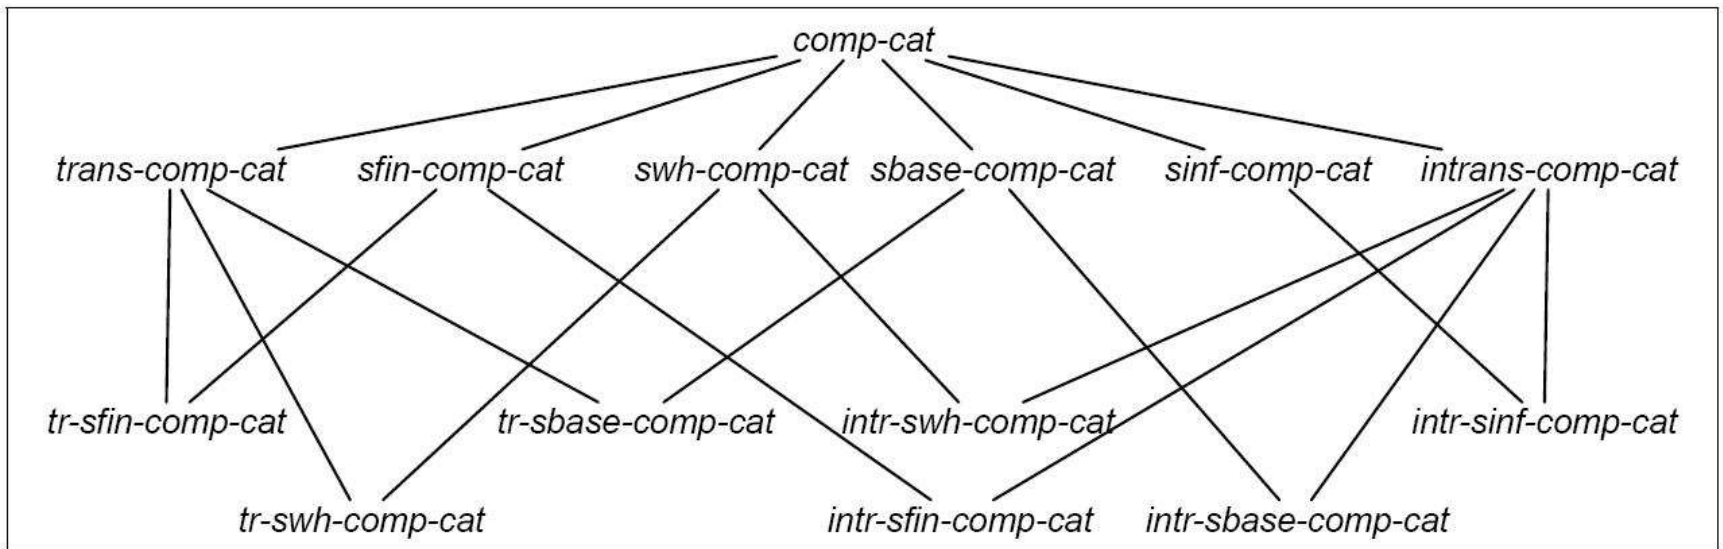 comp-cat
trans-comp-cat sfin-comp-cat swh-comp-cat sbase-comp-cat sinf-comp-cat intrans-comp-cat
tr-sfin-comp-cat tr-sbase-comp-cat intr-swh-comp-cat intr-sinf-comp-cat
tr-swh-comp-cat intr-sfin-comp-cat intr-sbase-comp-cat